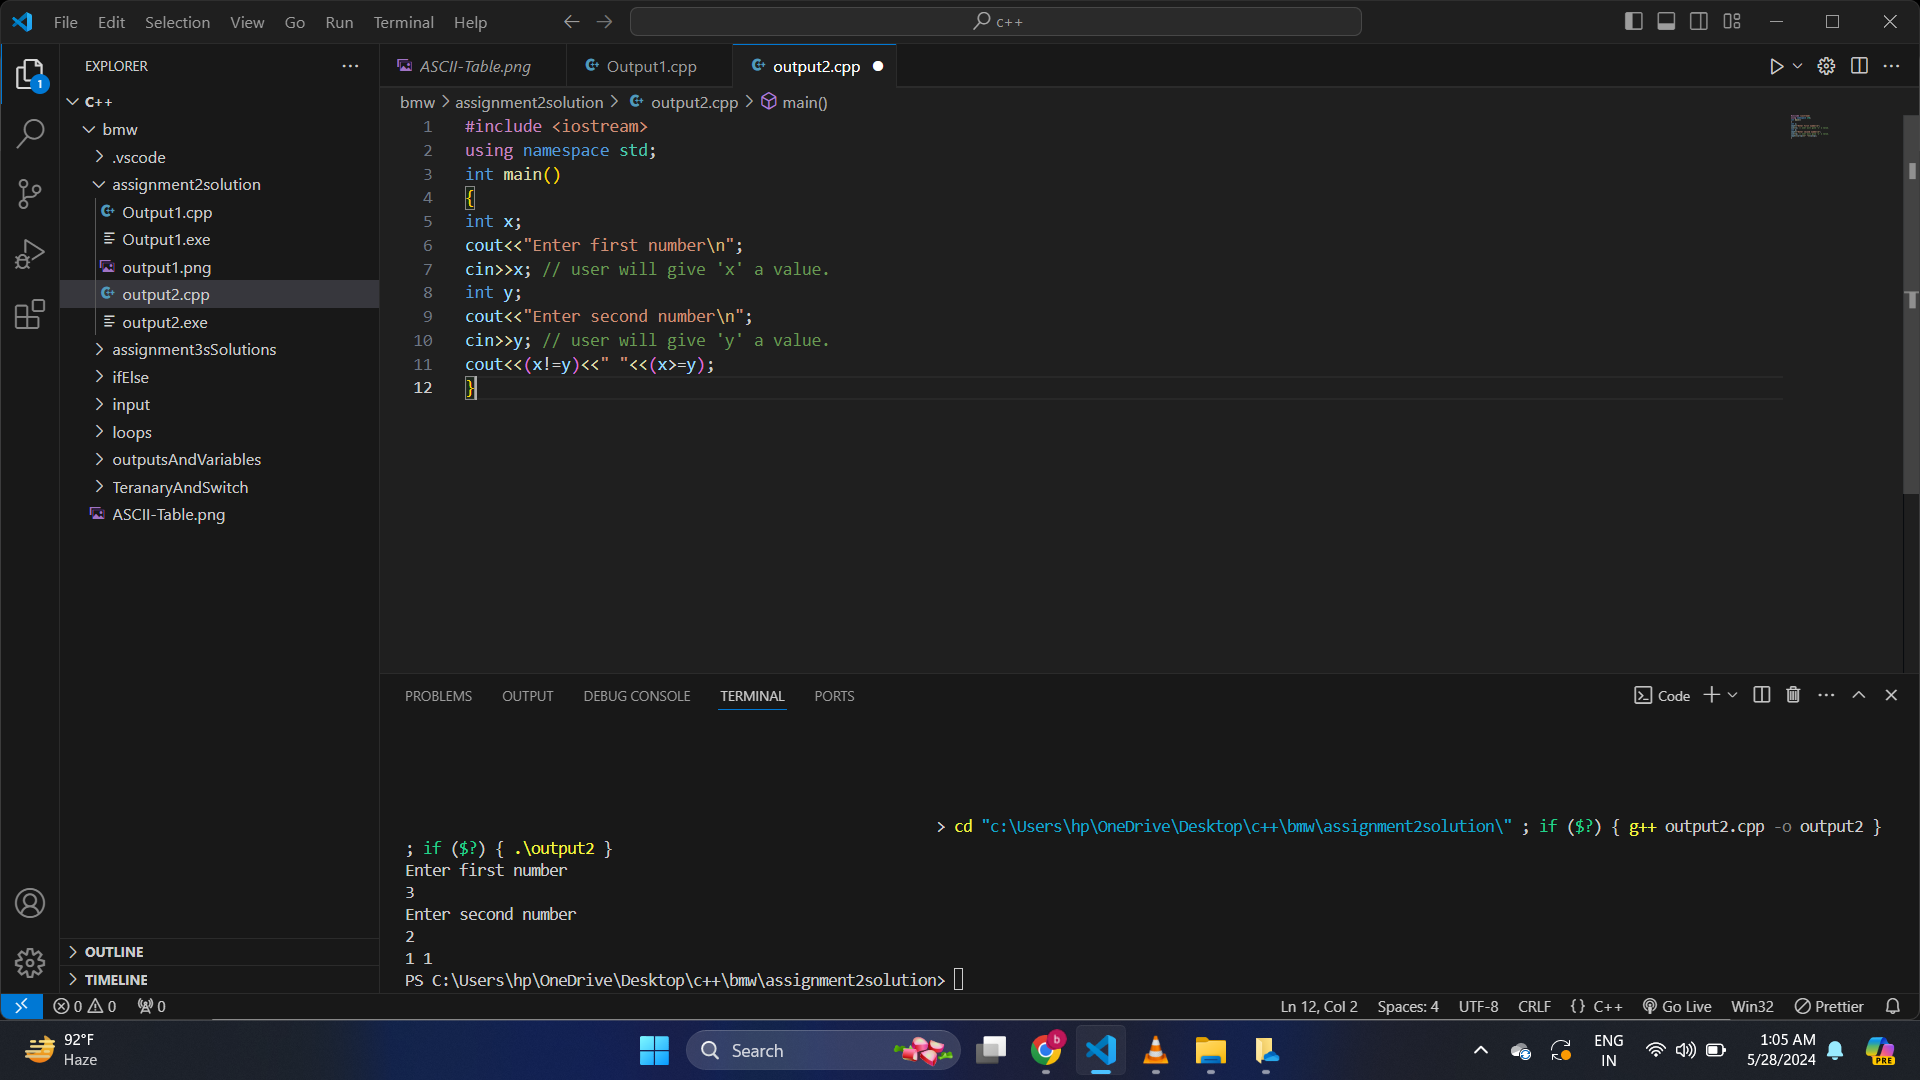 File Edit Selection View Go Run Terminal Help
c++
EXPLORER
C++
bmw
.vscode
assignment2solution
Output1.cpp
Output1.exe
output1.png
output2.cpp
output2.exe
assignment3sSolutions
ifElse
input
loops
outputsAndVariables
TeranaryAndSwitch
ASCII-Table.png
OUTLINE
TIMELINE
1
ASCII-Table.png Output1.cpp output2.cpp
bmw > assignment2solution > output2.cpp > main()
1 #include <iostream>
2 using namespace std;
3 int main()
4 {
5 int x;
6 cout<<"Enter first number\n";
7 cin>>x; // user will give 'x' a value.
8 int y;
9 cout<<"Enter second number\n";
10 cin>>y; // user will give 'y' a value.
11 cout<<(x!=y)<<" "<<(x>=y);
12 }
PROBLEMS OUTPUT DEBUG CONSOLE TERMINAL PORTS
Code
> cd "c:\Users\hp\OneDrive\Desktop\c++\bmw\assignment2solution\" ; if ($?) { g++ output2.cpp -o output2 }
; if ($?) { .\output2 }
Enter first number
3
Enter second number
2
1 1
PS C:\Users\hp\OneDrive\Desktop\c++\bmw\assignment2solution>
0 0 0 Ln 12, Col 2 Spaces: 4 UTF-8 CRLF {} C++ Go Live Win32 Prettier
92°F
Haze
Search
b
ENG
IN
1:05 AM
5/28/2024
PRE